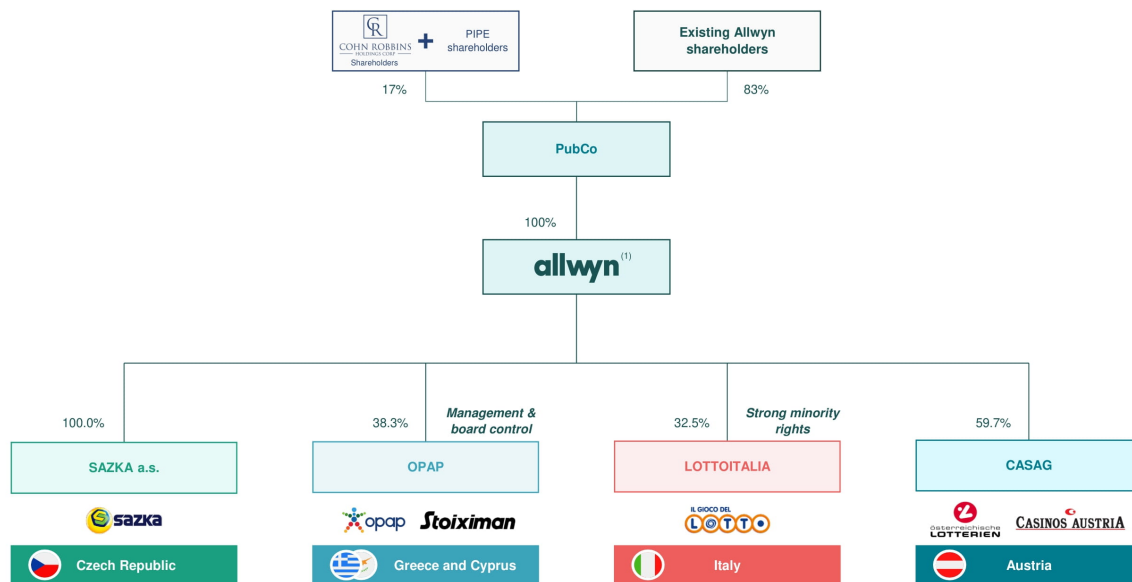 CR
COHN ROBBINS
HOLDINGS CORP
Shareholders
+
PIPE
shareholders
Existing Allwyn
shareholders
17%
83%
PubCo
100%
allwyn (1)
100.0%
38.3%
Management &
board control
32.5%
Strong minority
rights
59.7%
SAZKA a.s.
OPAP
LOTTOITALIA
CASAG
sazka
opap
Stoiximan
IL GIOCO DEL
LOTTO
österreichische
LOTTERIEN
CASINOS AUSTRIA
Czech Republic
Greece and Cyprus
Italy
Austria